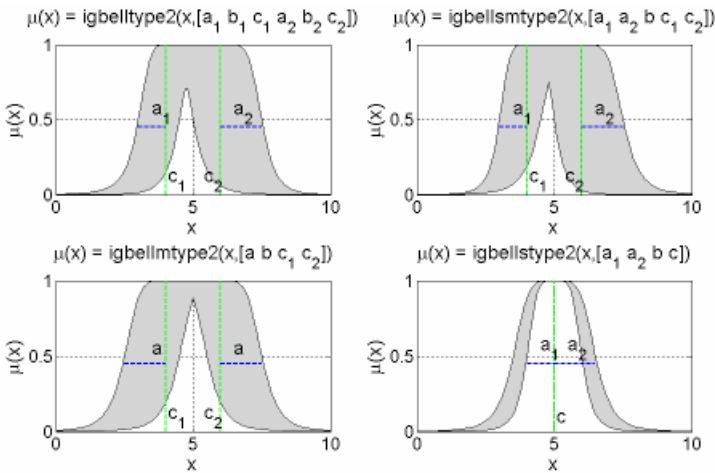 μ(x) = igbelltype2(x,[a₁ b₁ c₁ a₂ b₂ c₂])
1
0.5
0
μ(x)
a₁
a₂
c₁
c₂
0
5
10
x
μ(x) = igbellsmtype2(x,[a₁ a₂ b c₁ c₂])
1
0.5
0
μ(x)
a₁
a₂
c₁
c₂
0
5
10
x
μ(x) = igbellmtype2(x,[a b c₁ c₂])
1
0.5
0
μ(x)
a
a
c₁
c₂
0
5
10
x
μ(x) = igbellstype2(x,[a₁ a₂ b c])
1
0.5
0
μ(x)
a₁
a₂
c
0
5
10
x